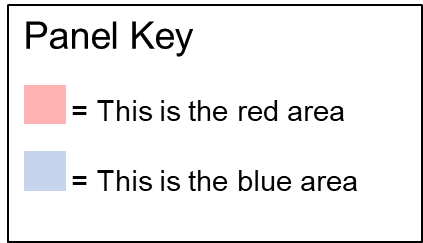 Panel Key
= This is the red area
= This is the blue area